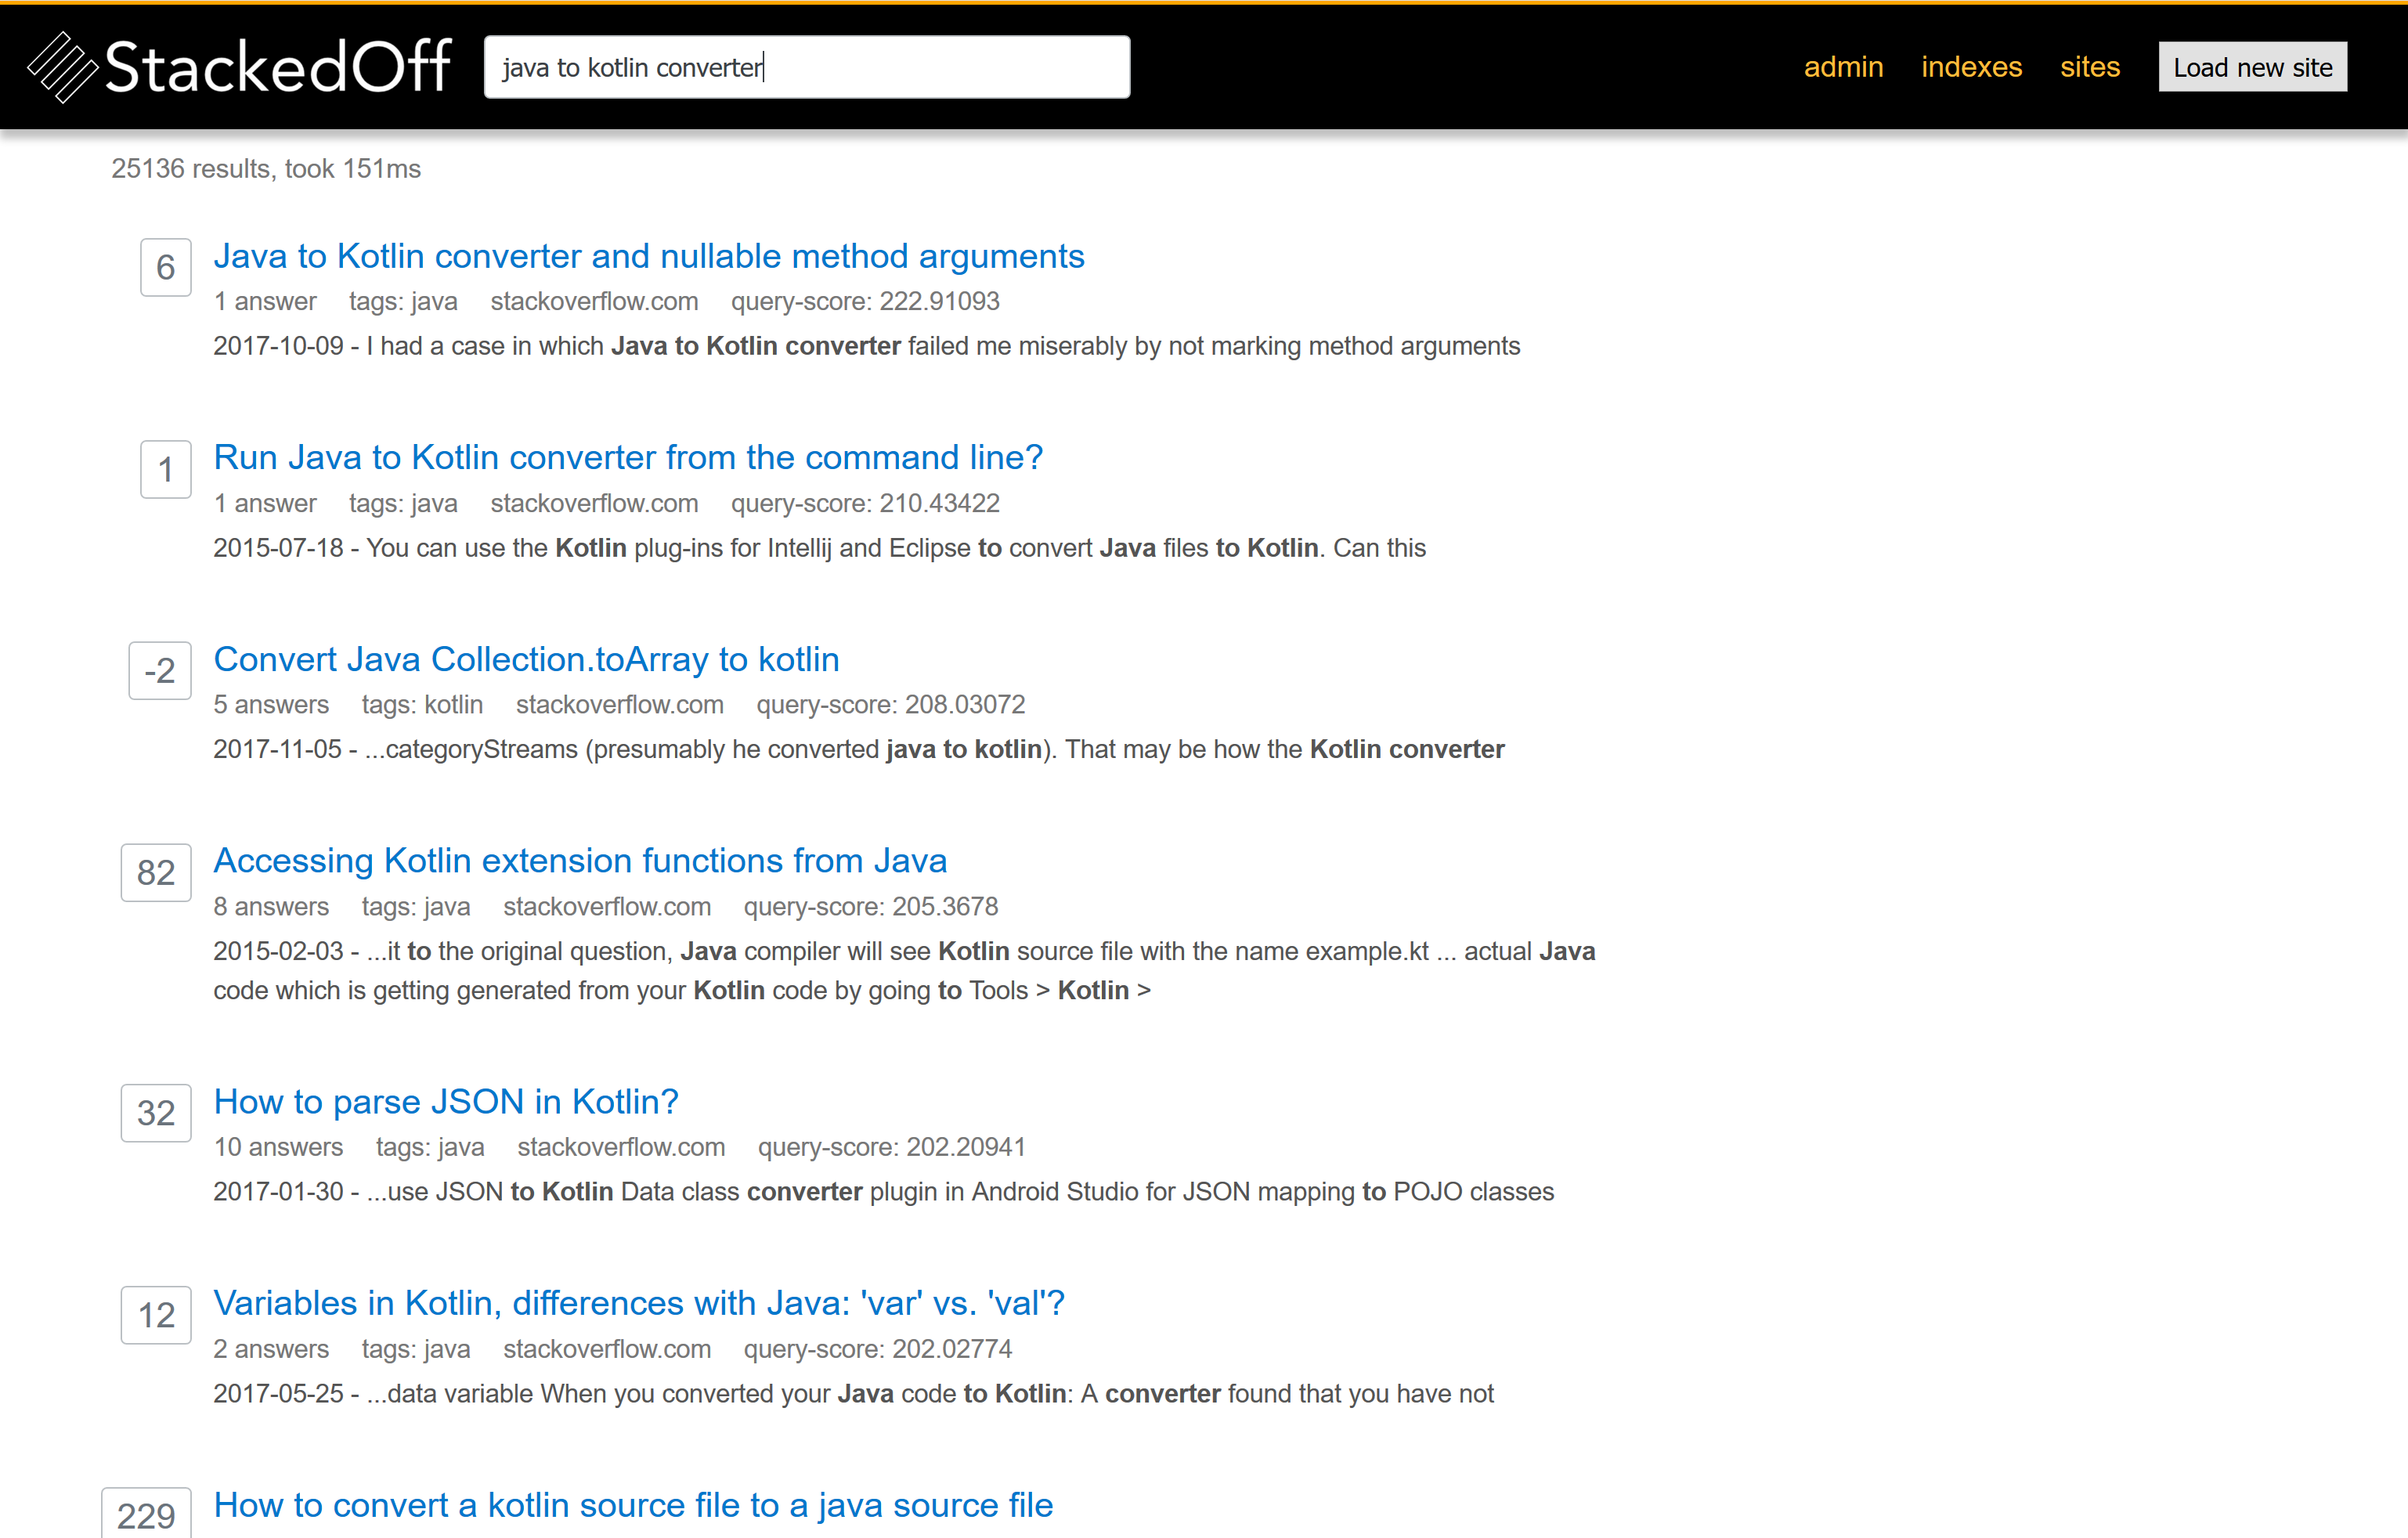 StackedOff java to kotlin converter admin indexes sites Load new site
25136 results, took 151ms
6 Java to Kotlin converter and nullable method arguments
1 answer tags: java stackoverflow.com query-score: 222.91093
2017-10-09 - I had a case in which Java to Kotlin converter failed me miserably by not marking method arguments
1 Run Java to Kotlin converter from the command line?
1 answer tags: java stackoverflow.com query-score: 210.43422
2015-07-18 - You can use the Kotlin plug-ins for Intellij and Eclipse to convert Java files to Kotlin. Can this
-2 Convert Java Collection.toArray to kotlin
5 answers tags: kotlin stackoverflow.com query-score: 208.03072
2017-11-05 - ...categoryStreams (presumably he converted java to kotlin). That may be how the Kotlin converter
82 Accessing Kotlin extension functions from Java
8 answers tags: java stackoverflow.com query-score: 205.3678
2015-02-03 - ...it to the original question, Java compiler will see Kotlin source file with the name example.kt ... actual Java
code which is getting generated from your Kotlin code by going to Tools > Kotlin >
32 How to parse JSON in Kotlin?
10 answers tags: java stackoverflow.com query-score: 202.20941
2017-01-30 - ...use JSON to Kotlin Data class converter plugin in Android Studio for JSON mapping to POJO classes
12 Variables in Kotlin, differences with Java: 'var' vs. 'val'?
2 answers tags: java stackoverflow.com query-score: 202.02774
2017-05-25 - ...data variable When you converted your Java code to Kotlin: A converter found that you have not
229 How to convert a kotlin source file to a java source file